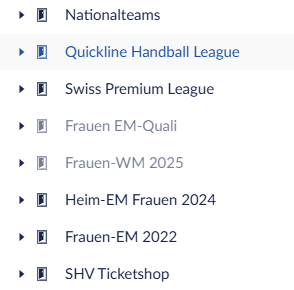 Nationalteams
Quickline Handball League
Swiss Premium League
Frauen EM-Quali
Frauen-WM 2025
Heim-EM Frauen 2024
Frauen-EM 2022
SHV Ticketshop